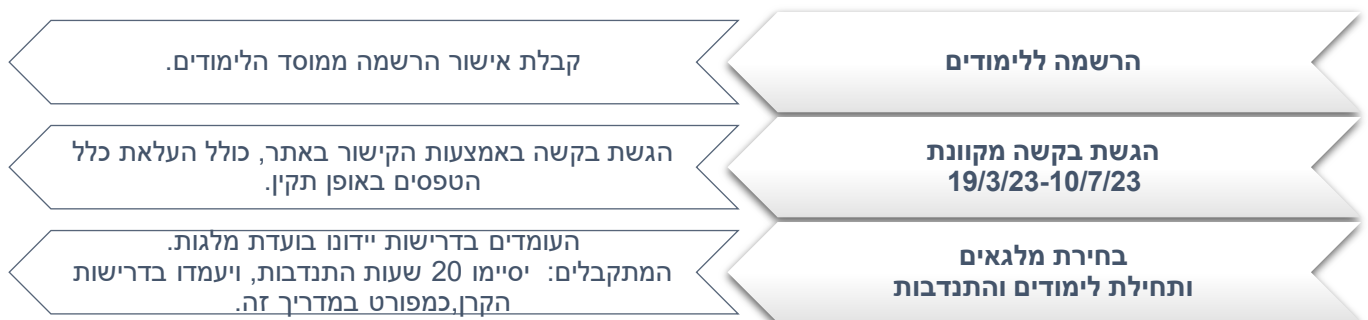 הרשמה ללימודים
קבלת אישור הרשמה ממוסד הלימודים.
הגשת בקשה מקוונת
19/3/23-10/7/23
הגשת בקשה באמצעות הקישור באתר, כולל העלאת כלל
הטפסים באופן תקין.
בחירת מלגאים
ותחילת לימודים והתנדבות
העומדים בדרישות יידונו בועדת מלגות.
המתקבלים: יסיימו 20 שעות התנדבות, ויעמדו בדרישות
הקרן,כמפורט במדריך זה.